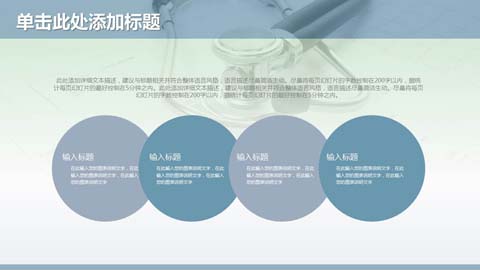 单击此处添加标题
此处添加详细文本描述，建议与标题相关并符合整体语言风格，语言描述尽量简洁生动。尽量将每页幻灯片的字数控制在200字以内，据统
计每页幻灯片的最好控制在5分钟之内。此处添加详细文本描述，建议与标题相关并符合整体语言风格，语言描述尽量简洁生动。尽量将每页
幻灯片的字数控制在200字以内，据统计每页幻灯片的最好控制在5分钟之内。
输入标题
在此输入您的图表说明文字，在此
输入您的图表说明文字，在此输入
您的图表说明文字
输入标题
在此输入您的图表说明文字，在此
输入您的图表说明文字，在此输入
您的图表说明文字
输入标题
在此输入您的图表说明文字，在此
输入您的图表说明文字，在此输入
您的图表说明文字
输入标题
在此输入您的图表说明文字，在此
输入您的图表说明文字，在此输入
您的图表说明文字